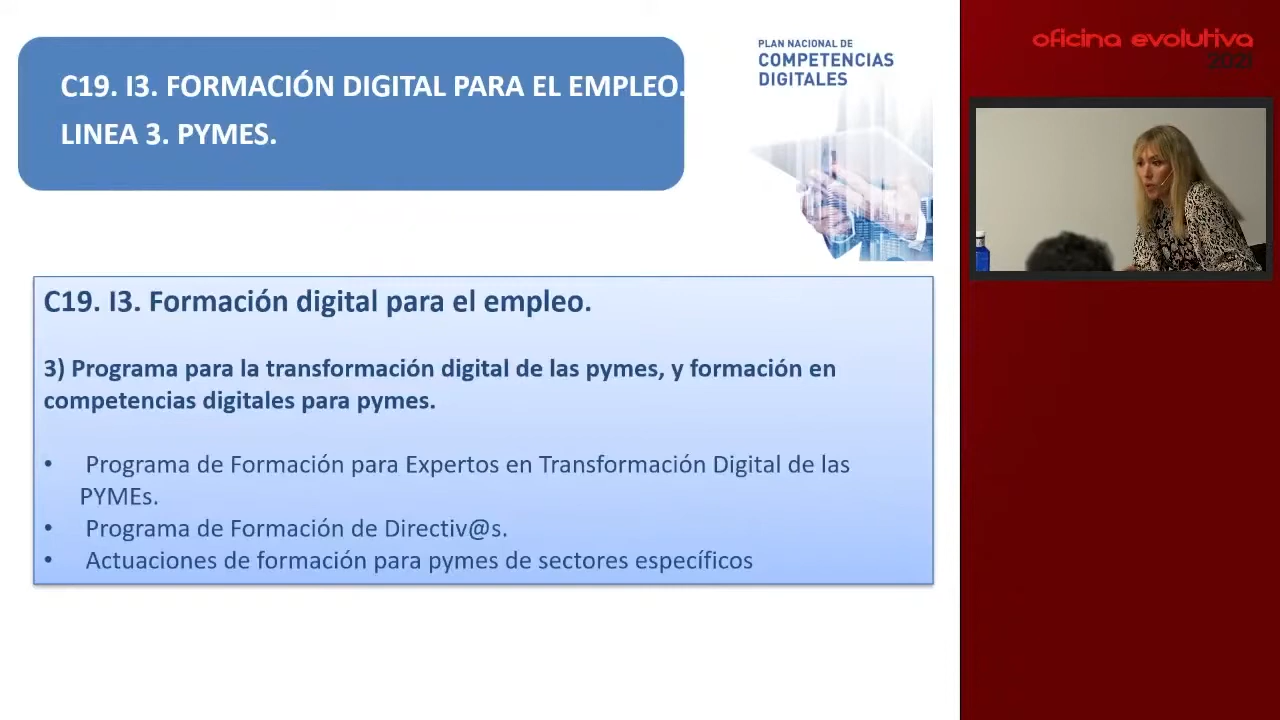 C19. I3. FORMACIÓN DIGITAL PARA EL EMPLEO.
LINEA 3. PYMES.
PLAN NACIONAL DE
COMPETENCIAS
DIGITALES
oficina evolutiva
2021
C19. I3. Formación digital para el empleo.
3) Programa para la transformación digital de las pymes, y formación en
competencias digitales para pymes.
• Programa de Formación para Expertos en Transformación Digital de las
PYMEs.
• Programa de Formación de Directiv@s.
• Actuaciones de formación para pymes de sectores específicos